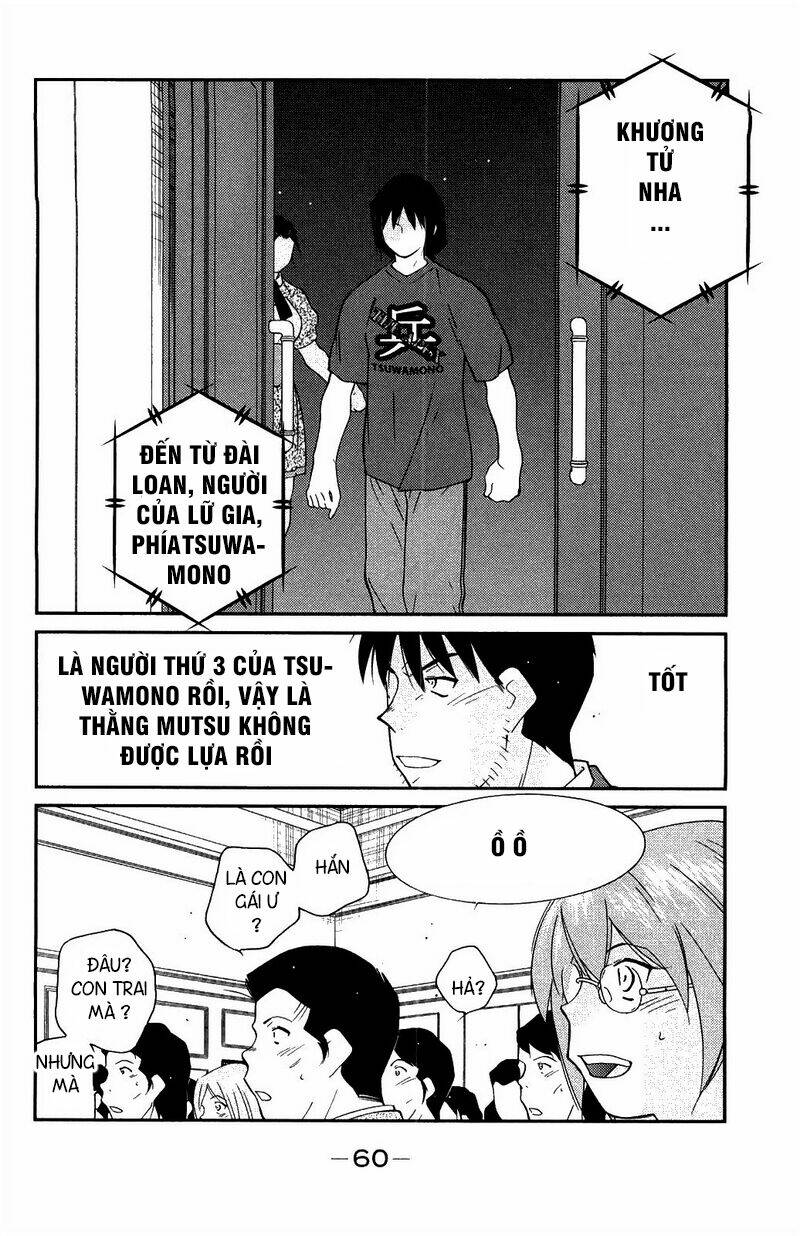 KHƯƠNG
TỬ
NHA
...
兵
TSUWAMONO
ĐẾN TỪ ĐÀI
LOAN, NGƯỜI
CỦA LỮ GIA,
PHÍATSUWA-
MONO
LÀ NGƯỜI THỨ 3 CỦA TSU-
WAMONO RỒI, VẬY LÀ
THẰNG MUTSU KHÔNG
ĐƯỢC LỰA RỒI
TỐT
Ồ Ồ
HẮN
LÀ CON
GÁI Ư
?
ĐÂU?
CON TRAI
MÀ ?
NHƯNG
MÀ
HẢ?
—60—